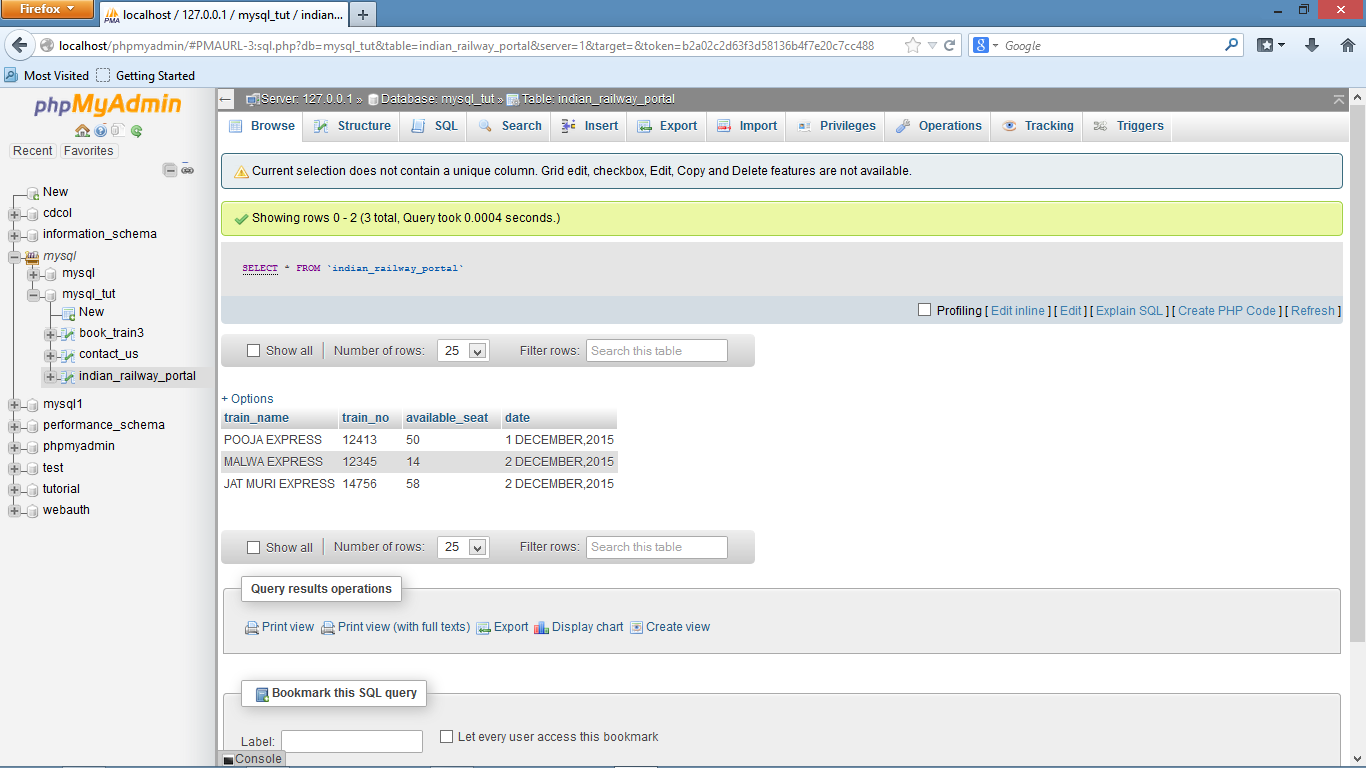 Firefox
localhost / 127.0.0.1 / mysql_tut / indian...
localhost/phpmyadmin/#PMAURL-3:sql.php?db=mysql_tut&table=indian_railway_portal&server=1&target=&token=b2a02c2d63f3d58136b4f7e20c7cc488
Google
Most Visited Getting Started
phpMyAdmin
Recent Favorites
New
cdcol
information_schema
mysql
mysql
mysql_tut
New
book_train3
contact_us
indian_railway_portal
mysql1
performance_schema
phpmyadmin
test
tutorial
webauth
Server: 127.0.0.1 » Database: mysql_tut » Table: indian_railway_portal
Browse Structure SQL Search Insert Export Import Privileges Operations Tracking Triggers
Current selection does not contain a unique column. Grid edit, checkbox, Edit, Copy and Delete features are not available.
Showing rows 0 - 2 (3 total, Query took 0.0004 seconds.)
SELECT * FROM `indian_railway_portal`
Profiling [ Edit inline ] [ Edit ] [ Explain SQL ] [ Create PHP Code ] [ Refresh ]
Show all Number of rows: 25 Filter rows: Search this table
+ Options
train_name train_no available_seat date
POOJA EXPRESS 12413 50 1 DECEMBER,2015
MALWA EXPRESS 12345 14 2 DECEMBER,2015
JAT MURI EXPRESS 14756 58 2 DECEMBER,2015
Show all Number of rows: 25 Filter rows: Search this table
Query results operations
Print view Print view (with full texts) Export Display chart Create view
Bookmark this SQL query
Label: Let every user access this bookmark
Console